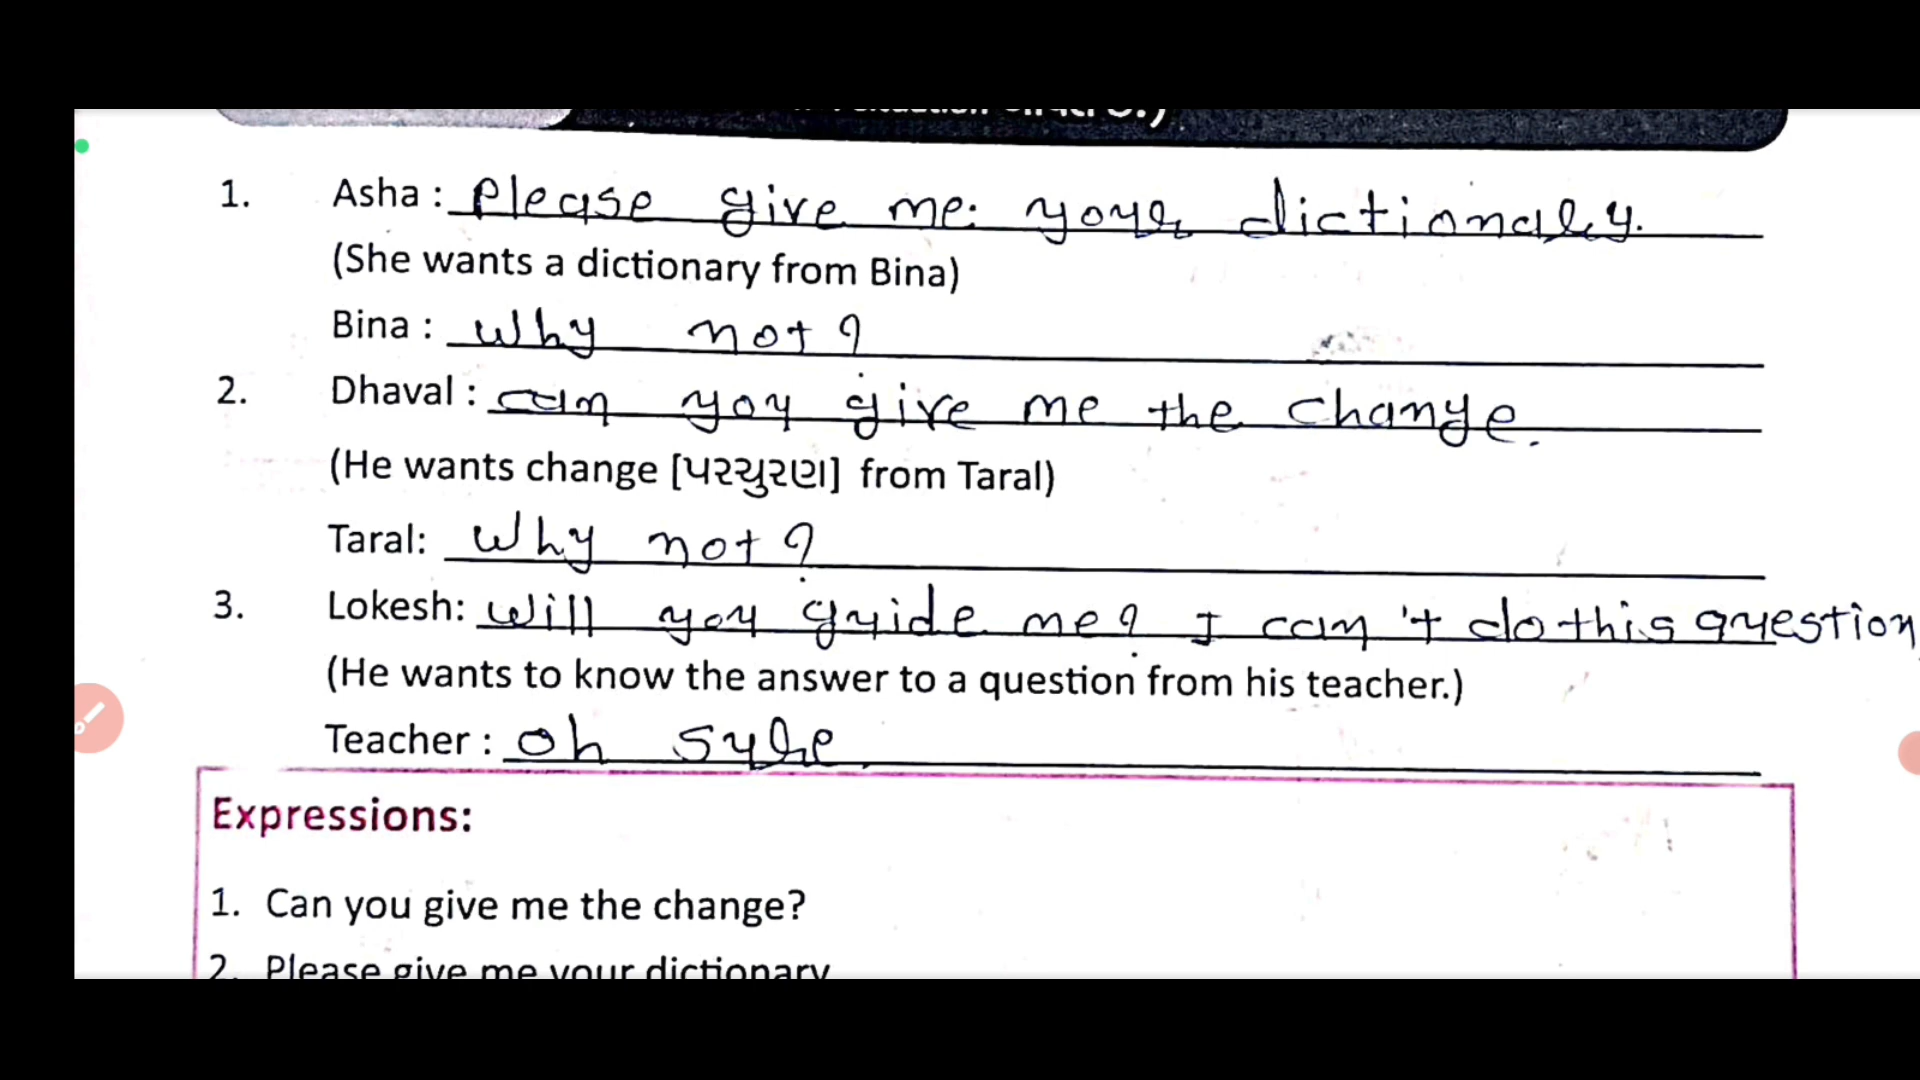 1. Asha : Please give me your dictionary.
(She wants a dictionary from Bina)
Bina : Why not?
2. Dhaval : can you give me the change.
(He wants change [પરચુરણ] from Taral)
Taral: Why not?
3. Lokesh: Will you guide me? I can't do this question
(He wants to know the answer to a question from his teacher.)
Teacher : oh sure
Expressions:
1. Can you give me the change?
2. Please give me your dictionary